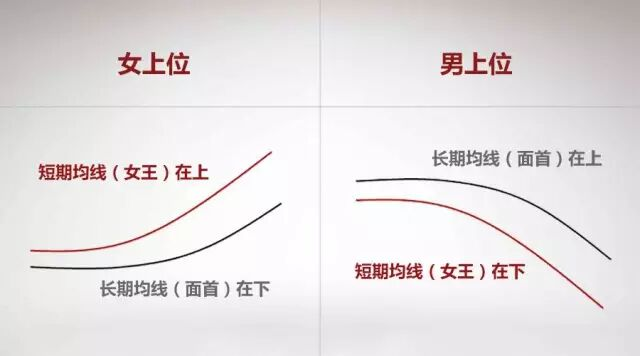 女上位
男上位
短期均线（女王）在上
长期均线（面首）在下
长期均线（面首）在上
短期均线（女王）在下